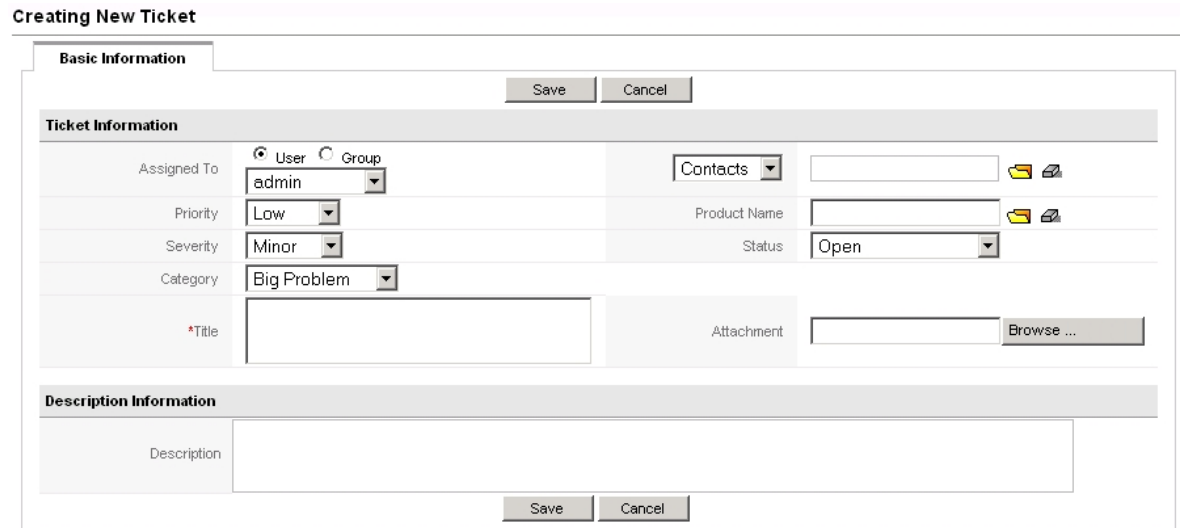 Creating New Ticket
Basic Information
Save Cancel
Ticket Information
Assigned To User Group
admin
Contacts
Priority Low
Product Name
Severity Minor
Status Open
Category Big Problem
*Title
Attachment Browse ...
Description Information
Description
Save Cancel